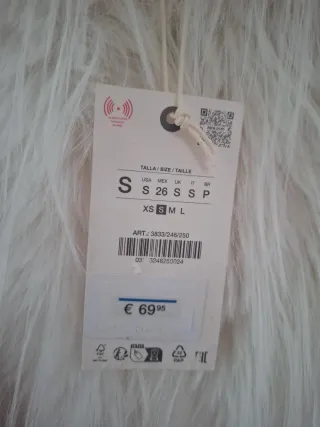 TALLA / SIZE / TAILLE
S
USA MEX UK IT BR
S 26 S S P
XS S M L
ART.: 3833/246/250
€ 69,95